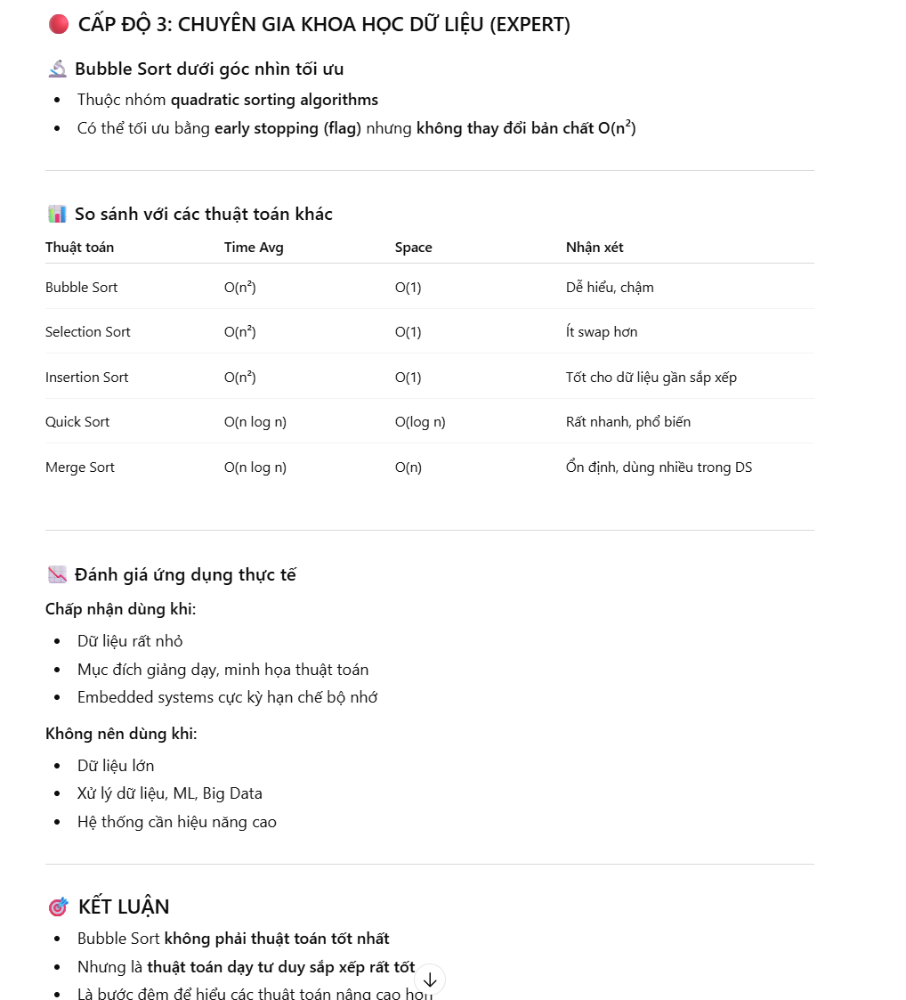 CẤP ĐỘ 3: CHUYÊN GIA KHOA HỌC DỮ LIỆU (EXPERT)
Bubble Sort dưới góc nhìn tối ưu
Thuộc nhóm quadratic sorting algorithms
Có thể tối ưu bằng early stopping (flag) nhưng không thay đổi bản chất O(n²)
So sánh với các thuật toán khác
Thuật toán Time Avg Space Nhận xét
Bubble Sort O(n²) O(1) Dễ hiểu, chậm
Selection Sort O(n²) O(1) Ít swap hơn
Insertion Sort O(n²) O(1) Tốt cho dữ liệu gần sắp xếp
Quick Sort O(n log n) O(log n) Rất nhanh, phổ biến
Merge Sort O(n log n) O(n) Ổn định, dùng nhiều trong DS
Đánh giá ứng dụng thực tế
Chấp nhận dùng khi:
Dữ liệu rất nhỏ
Mục đích giảng dạy, minh họa thuật toán
Embedded systems cực kỳ hạn chế bộ nhớ
Không nên dùng khi:
Dữ liệu lớn
Xử lý dữ liệu, ML, Big Data
Hệ thống cần hiệu năng cao
KẾT LUẬN
Bubble Sort không phải thuật toán tốt nhất
Nhưng là thuật toán dạy tư duy sắp xếp rất tốt
Là bước đệm để hiểu các thuật toán nâng cao hơn